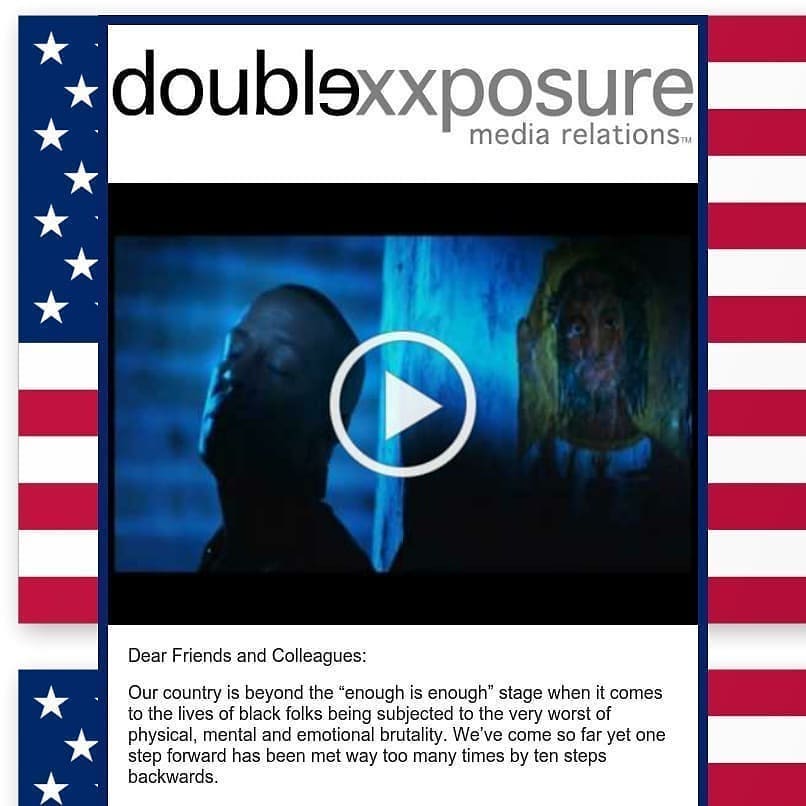 doublexxposure
media relations™
Dear Friends and Colleagues:
Our country is beyond the “enough is enough” stage when it comes
to the lives of black folks being subjected to the very worst of
physical, mental and emotional brutality. We’ve come so far yet one
step forward has been met way too many times by ten steps
backwards.